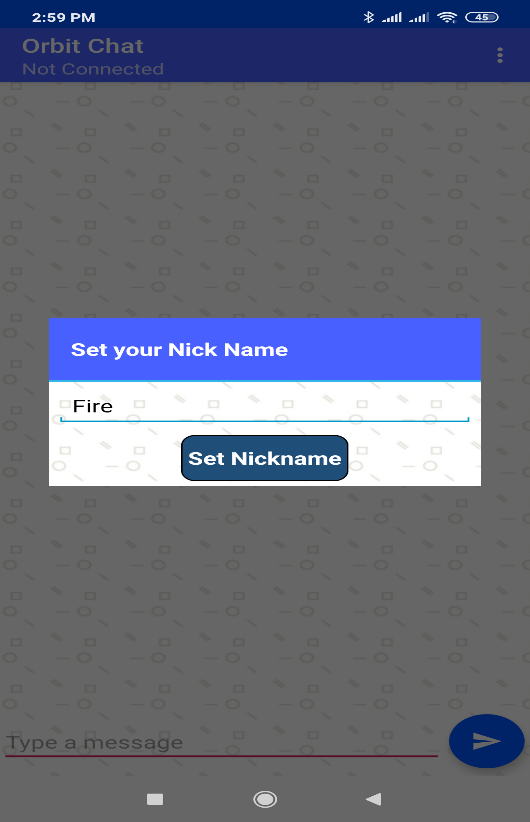 2:59 PM
45
Orbit Chat
Not Connected
Set your Nick Name
Fire
Set Nickname
Type a message